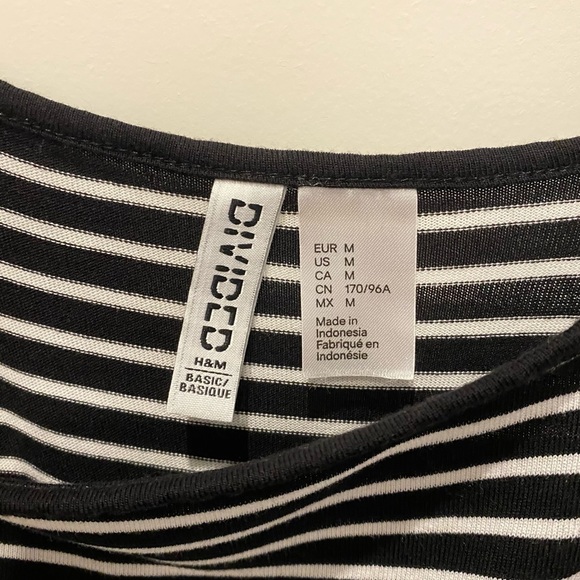 DIVIDED
H&M
BASIC/
BASIQUE
EUR M
US M
CA M
CN 170/96A
MX M
Made in
Indonesia
Fabriqué en
Indonésie